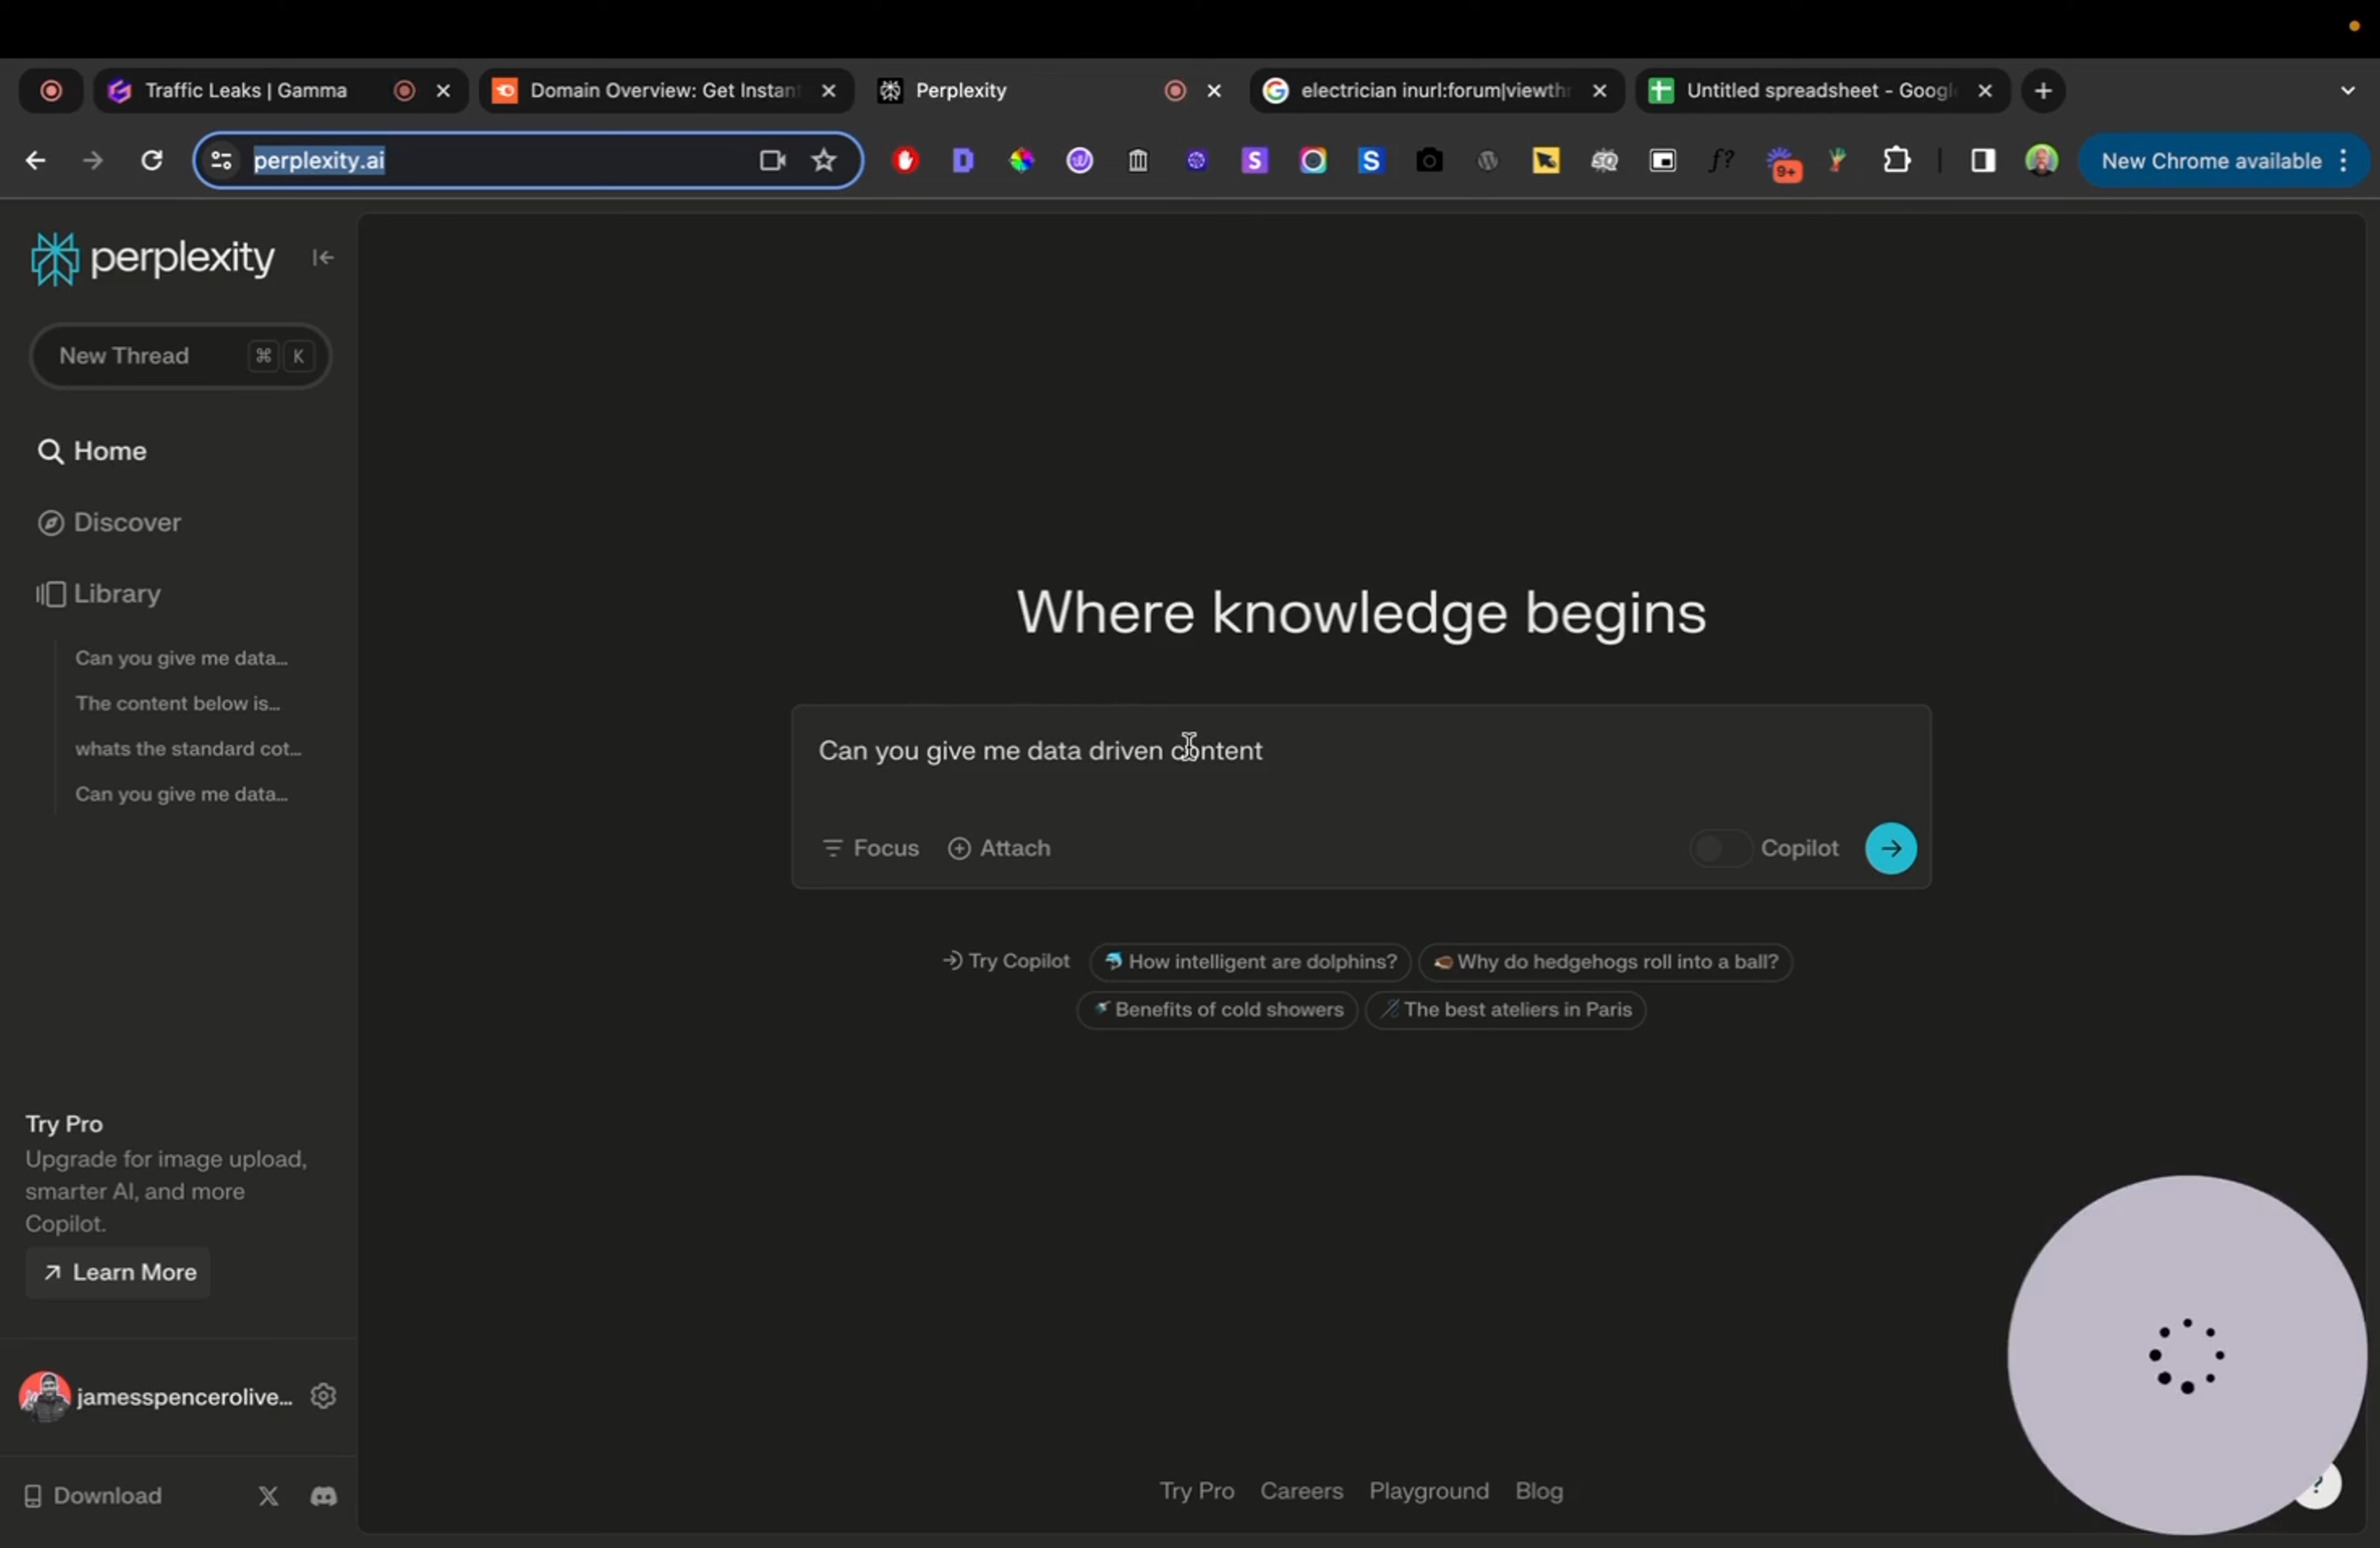 Traffic Leaks | Gamma
Domain Overview: Get Instant
Perplexity
electrician inurl:forum|viewthr
Untitled spreadsheet - Googl
perplexity.ai
9+
New Chrome available
perplexity
New Thread ⌘ K
Home
Discover
Library
Can you give me data...
The content below is...
whats the standard cot...
Can you give me data...
Where knowledge begins
Can you give me data driven content
Focus Attach Copilot
Try Copilot How intelligent are dolphins? Why do hedgehogs roll into a ball?
Benefits of cold showers The best ateliers in Paris
Try Pro
Upgrade for image upload,
smarter AI, and more
Copilot.
Learn More
jamesspencerolive...
Download
Try Pro Careers Playground Blog
?